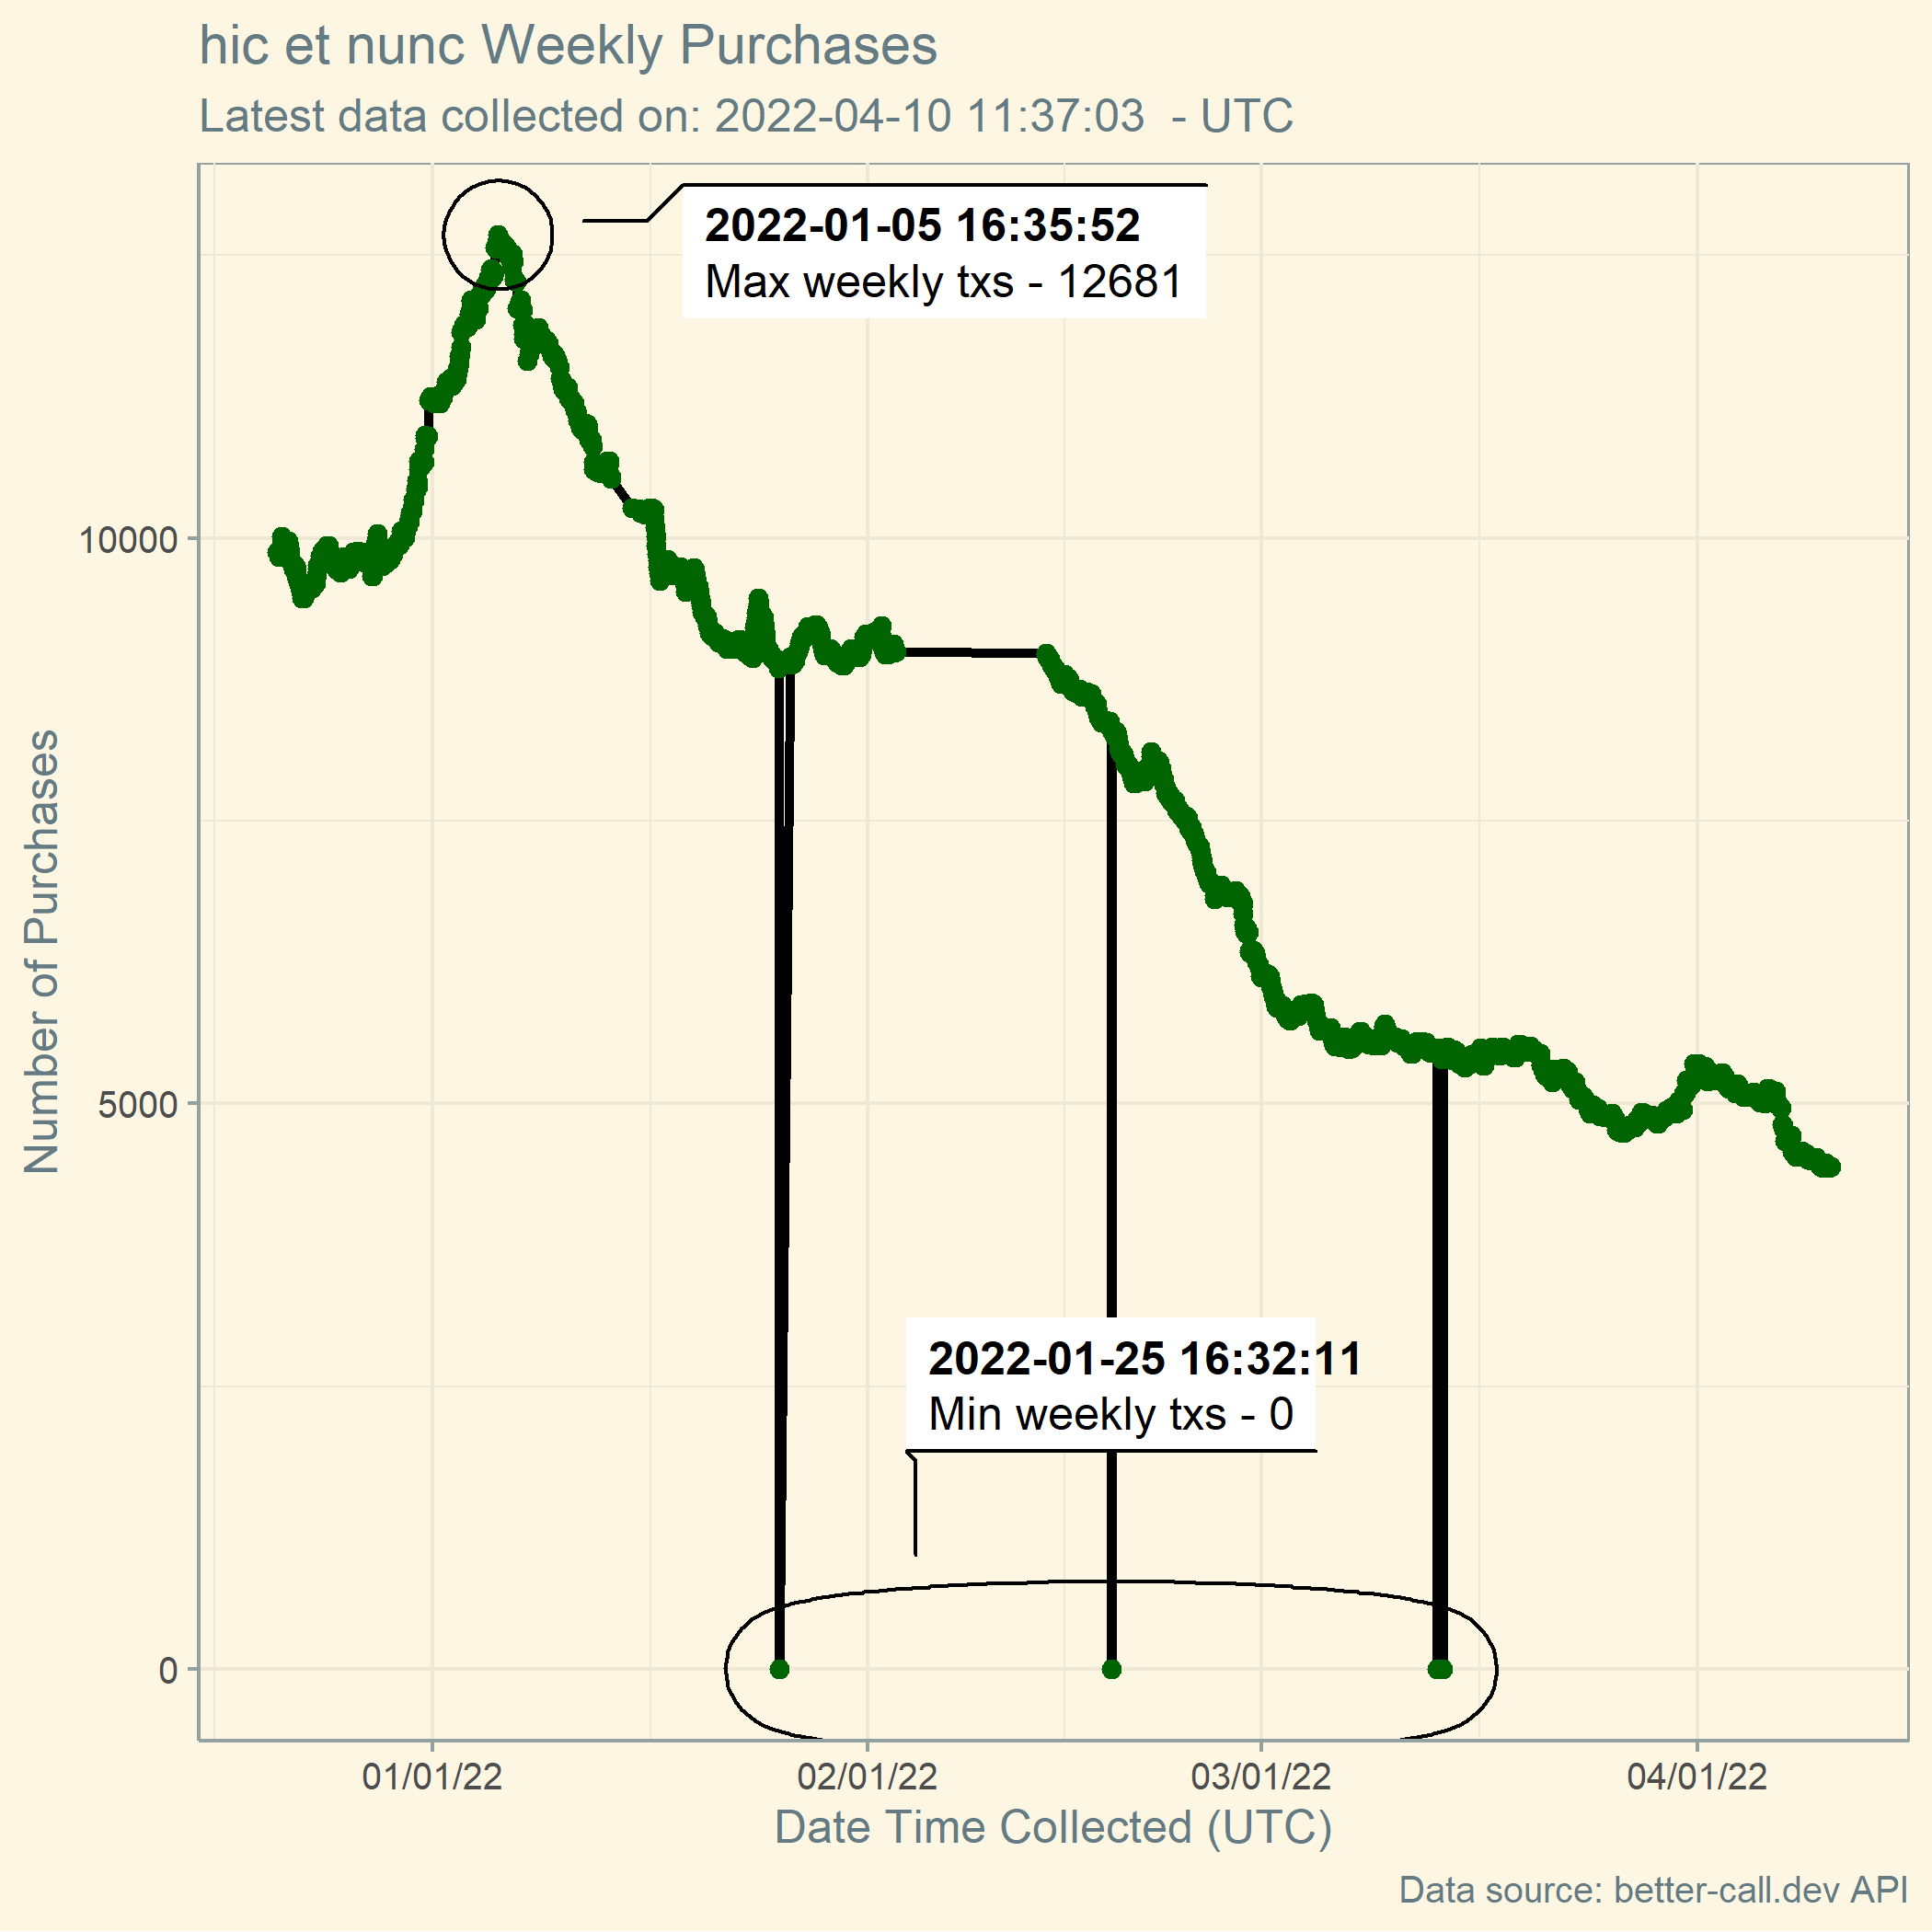 hic et nunc Weekly Purchases
Latest data collected on: 2022-04-10 11:37:03  - UTC
2022-01-05 16:35:52
Max weekly txs - 12681
10000
5000
0
Number of Purchases
2022-01-25 16:32:11
Min weekly txs - 0
01/01/22
02/01/22
03/01/22
04/01/22
Date Time Collected (UTC)
Data source: better-call.dev API